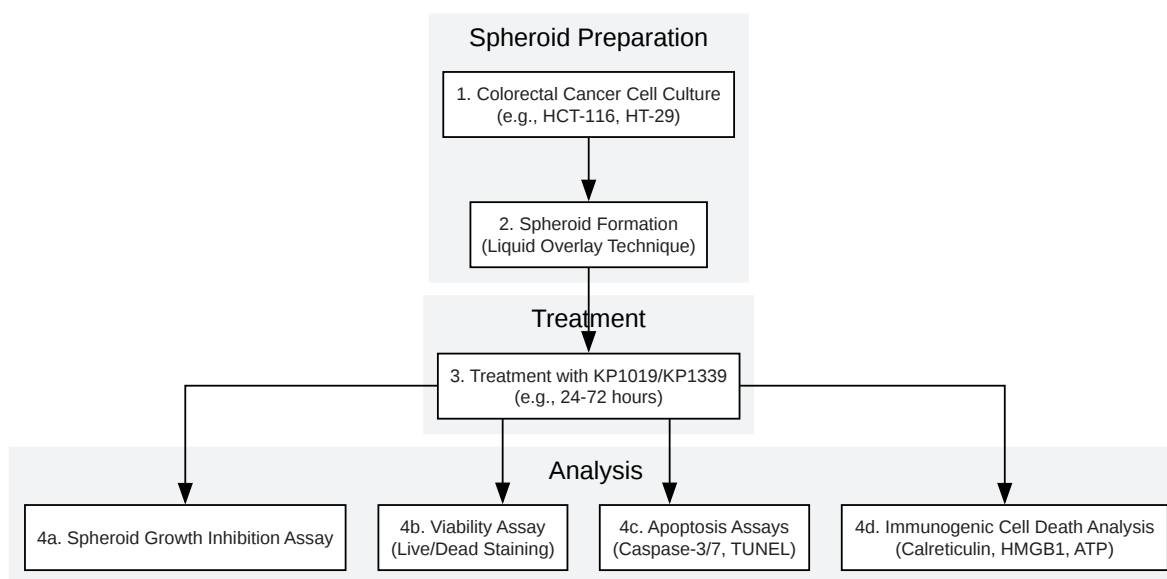 Spheroid Preparation
1. Colorectal Cancer Cell Culture
(e.g., HCT-116, HT-29)
2. Spheroid Formation
(Liquid Overlay Technique)
Treatment
3. Treatment with KP1019/KP1339
(e.g., 24-72 hours)
Analysis
4a. Spheroid Growth Inhibition Assay
4b. Viability Assay
(Live/Dead Staining)
4c. Apoptosis Assays
(Caspase-3/7, TUNEL)
4d. Immunogenic Cell Death Analysis
(Calreticulin, HMGB1, ATP)